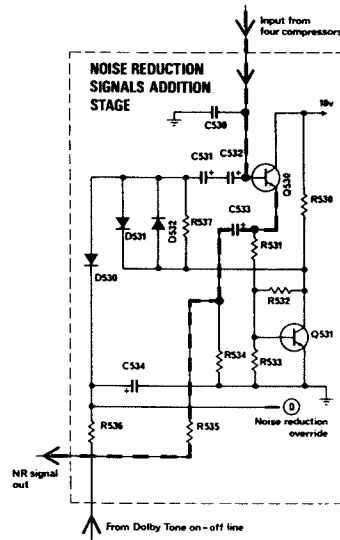 Input from
four compressors
NOISE REDUCTION
SIGNALS ADDITION
STAGE
C530
18v
C531
C532
Q530
R530
C533
D531
D532
R537
R531
D530
R532
Q531
C534
R534
R533
D
R536
R535
Noise reduction
override
NR signal
out
From Dolby Tone on-off line